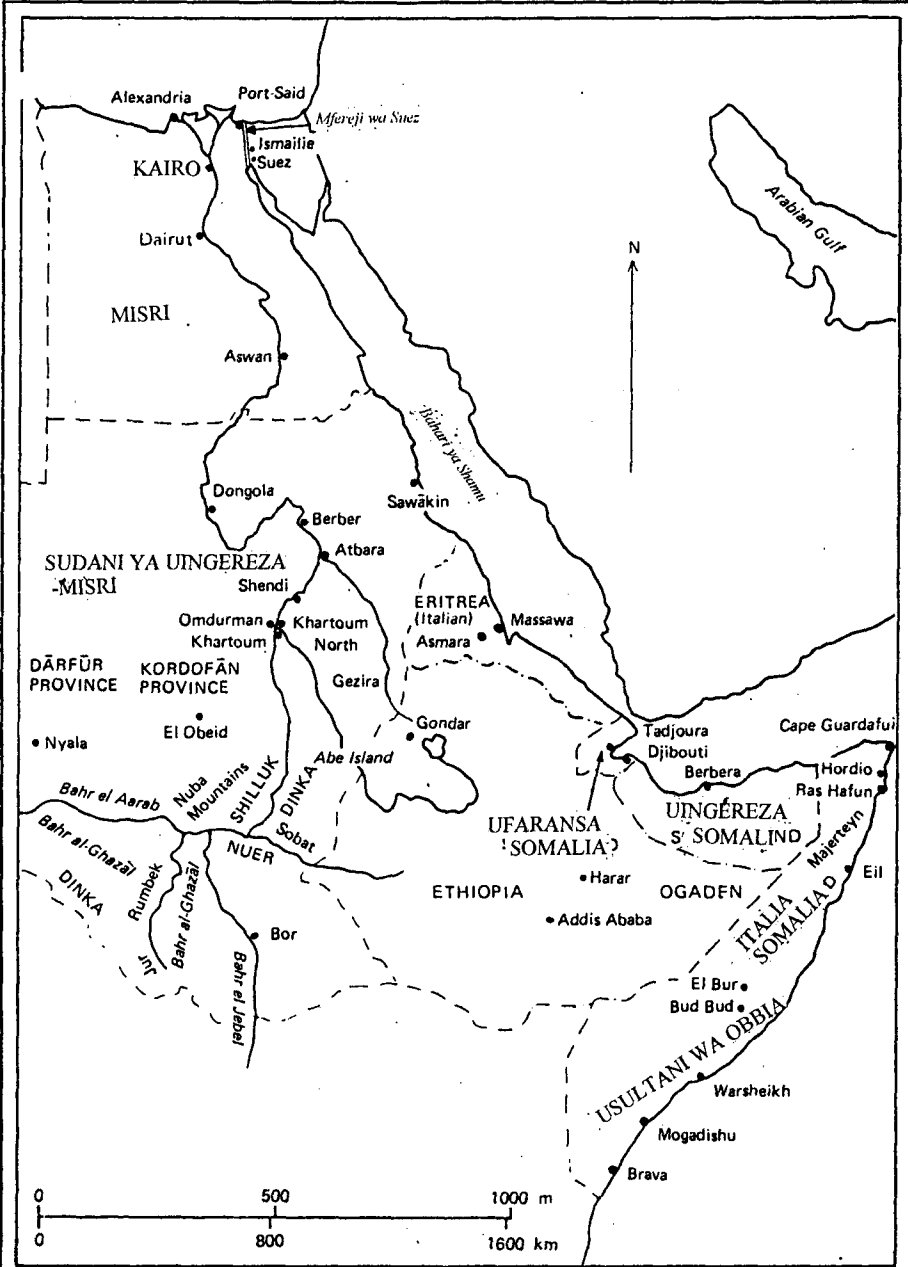 Alexandria
Port-Said
Mfereji wa Suez
Ismailie
Suez
KAIRO
Arabian Gulf
Dairut
N
MISRI
Aswan
Bahari ya Shamu
Sawākin
Dongola
Berber
SUDANI YA UINGEREZA
-MISRI
Atbara
Shendi
ERITREA
(Italian)
Massawa
Omdurman
Khartoum
North
Khartoum
Asmara
DĀRFŪR
PROVINCE
KORDOFĀN
PROVINCE
Gezira
El Obeid
Gondar
Nyala
Tadjoura
Djibouti
Cape Guardafui
Abe Island
Berbera
Hordio
Ras Hafun
Nuba
Mountains
SHILLUK
DINKA
Bahr el Aarab
UFARANSA
SOMALIA
UINGEREZA
SOMALI
Majerteyn
Sobat
NUER
Bahr al-Ghazāl
DINKA
Rumbek
Bahr al-Ghazāl
Jur
Harar
Eil
ETHIOPIA
OGADEN
Addis Ababa
ITALIA
SOMALIA
Bor
Bahr el Jebel
El Bur
Bud Bud
USULTANI WA OBBIA
Warsheikh
Mogadishu
Brava
0 500 1000 m
0 800 1600 km